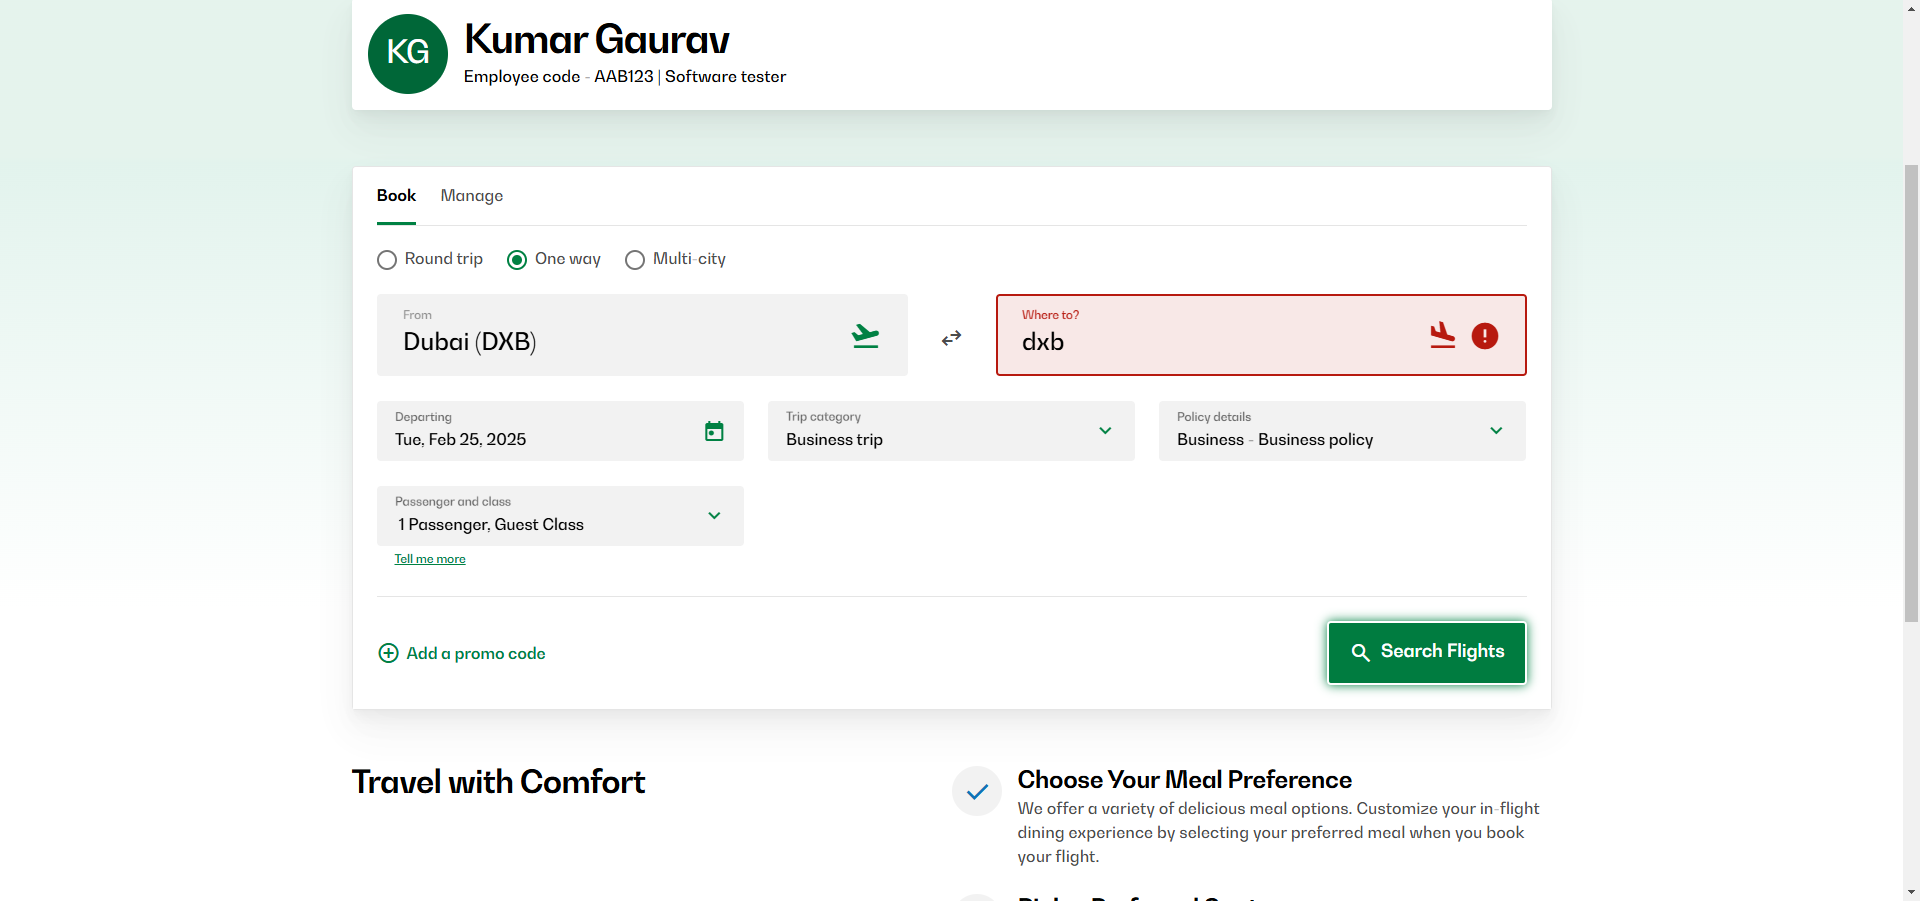 KG
Kumar Gaurav
Employee code - AAB123 | Software tester
Book
Manage
Round trip
One way
Multi-city
From
Dubai (DXB)
Where to?
dxb
Departing
Tue, Feb 25, 2025
Trip category
Business trip
Policy details
Business - Business policy
Passenger and class
1 Passenger, Guest Class
Tell me more
Add a promo code
Search Flights
Travel with Comfort
Choose Your Meal Preference
We offer a variety of delicious meal options. Customize your in-flight
dining experience by selecting your preferred meal when you book
your flight.